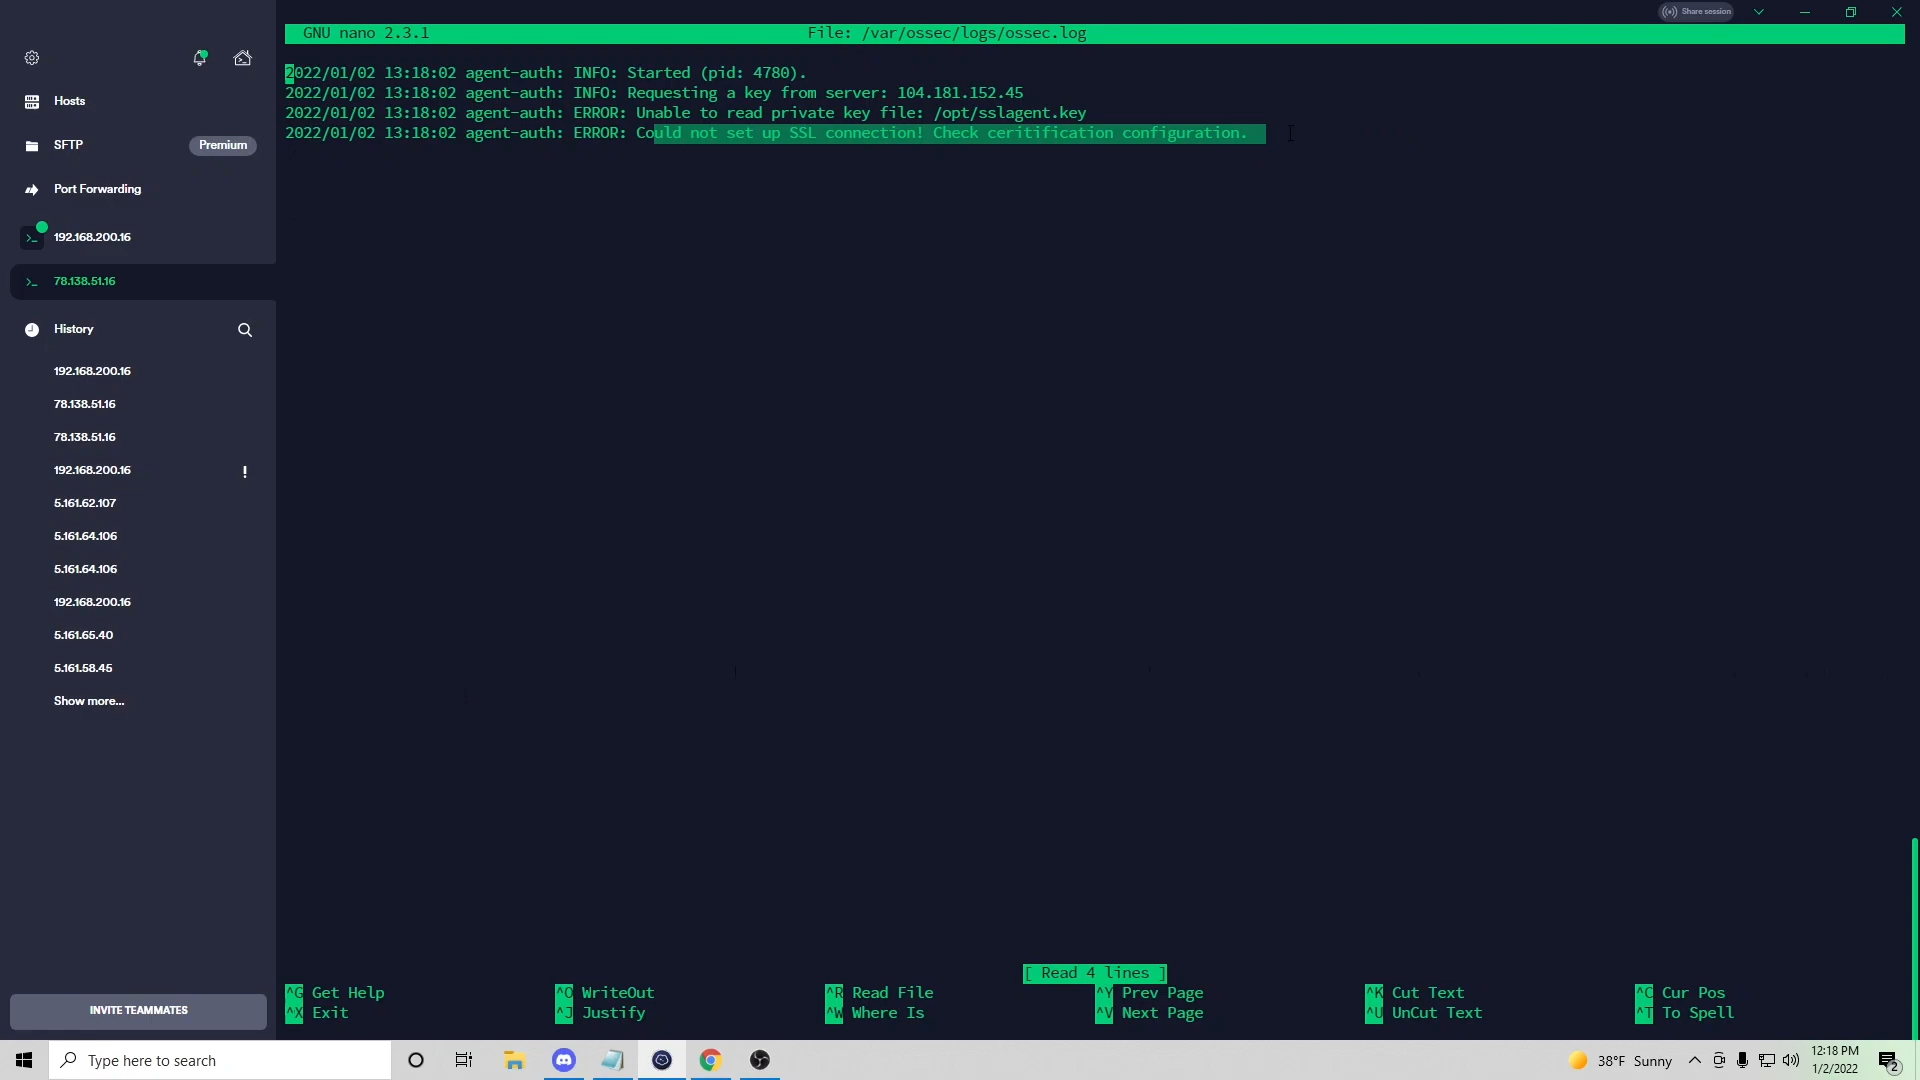 Share session
GNU nano 2.3.1 File: /var/ossec/logs/ossec.log
2022/01/02 13:18:02 agent-auth: INFO: Started (pid: 4780).
2022/01/02 13:18:02 agent-auth: INFO: Requesting a key from server: 104.181.152.45
2022/01/02 13:18:02 agent-auth: ERROR: Unable to read private key file: /opt/sslagent.key
2022/01/02 13:18:02 agent-auth: ERROR: Could not set up SSL connection! Check ceritification configuration.
Hosts
SFTP Premium
Port Forwarding
192.168.200.16
78.138.51.16
History
192.168.200.16
78.138.51.16
78.138.51.16
192.168.200.16 !
5.161.62.107
5.161.64.106
5.161.64.106
192.168.200.16
5.161.65.40
5.161.58.45
Show more...
INVITE TEAMMATES
[ Read 4 lines ]
^G Get Help ^O WriteOut ^R Read File ^Y Prev Page ^K Cut Text ^C Cur Pos
^X Exit ^J Justify ^W Where Is ^V Next Page ^U UnCut Text ^T To Spell
Type here to search
38°F Sunny
12:18 PM
1/2/2022
2